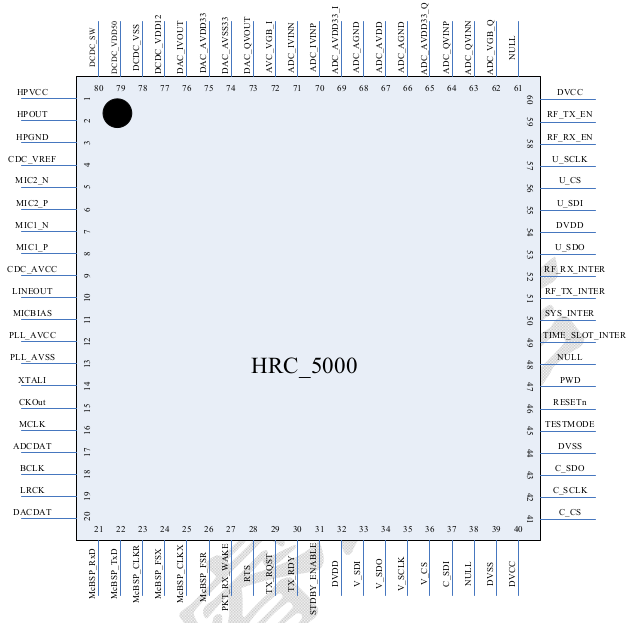 DCDC_SW
DCDC_VDD50
DCDC_VSS
DCDC_VDD12
DAC_IVOUT
DAC_AVDD33
DAC_AVSS33
DAC_QVOUT
AVC_VGB_I
ADC_IVINN
ADC_IVINP
ADC_AVDD33_I
ADC_AGND
ADC_AVDD
ADC_AGND
ADC_AVDD33_Q
ADC_QVINP
ADC_QVINN
ADC_VGB_Q
NULL
80 79 78 77 76 75 74 73 72 71 70 69 68 67 66 65 64 63 62 61
HPVCC 1
HPOUT 2
HPGND 3
CDC_VREF 4
MIC2_N 5
MIC2_P 6
MIC1_N 7
MIC1_P 8
CDC_AVCC 9
LINEOUT 10
MICBIAS 11
PLL_AVCC 12
PLL_AVSS 13
XTALI 14
CKOut 15
MCLK 16
ADCDAT 17
BCLK 18
LRCK 19
DACDAT 20
HRC_5000
60 DVCC
59 RF_TX_EN
58 RF_RX_EN
57 U_SCLK
56 U_CS
55 U_SDI
54 DVDD
53 U_SDO
52 RF_RX_INTER
51 RF_TX_INTER
50 SYS_INTER
49 TIME_SLOT_INTER
48 NULL
47 PWD
46 RESETn
45 TESTMODE
44 DVSS
43 C_SDO
42 C_SCLK
41 C_CS
21 22 23 24 25 26 27 28 29 30 31 32 33 34 35 36 37 38 39 40
McBSP_RxD
McBSP_TxD
McBSP_CLKR
McBSP_FSX
McBSP_CLKX
McBSP_FSR
PKT_RX_WAKE
RTS
TX_RQST
TX_RDY
STDBY_ENABLE
DVDD
V_SDI
V_SDO
V_SCLK
V_CS
C_SDI
NULL
DVSS
DVCC